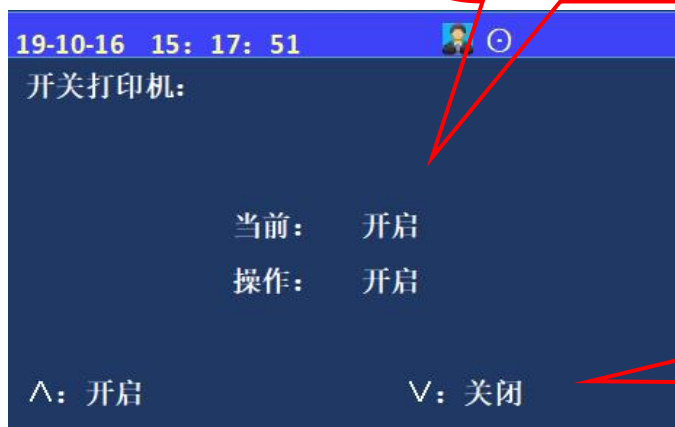 19-10-16 15：17：51
开关打印机：
当前： 开启
操作： 开启
∧：开启 ∨：关闭